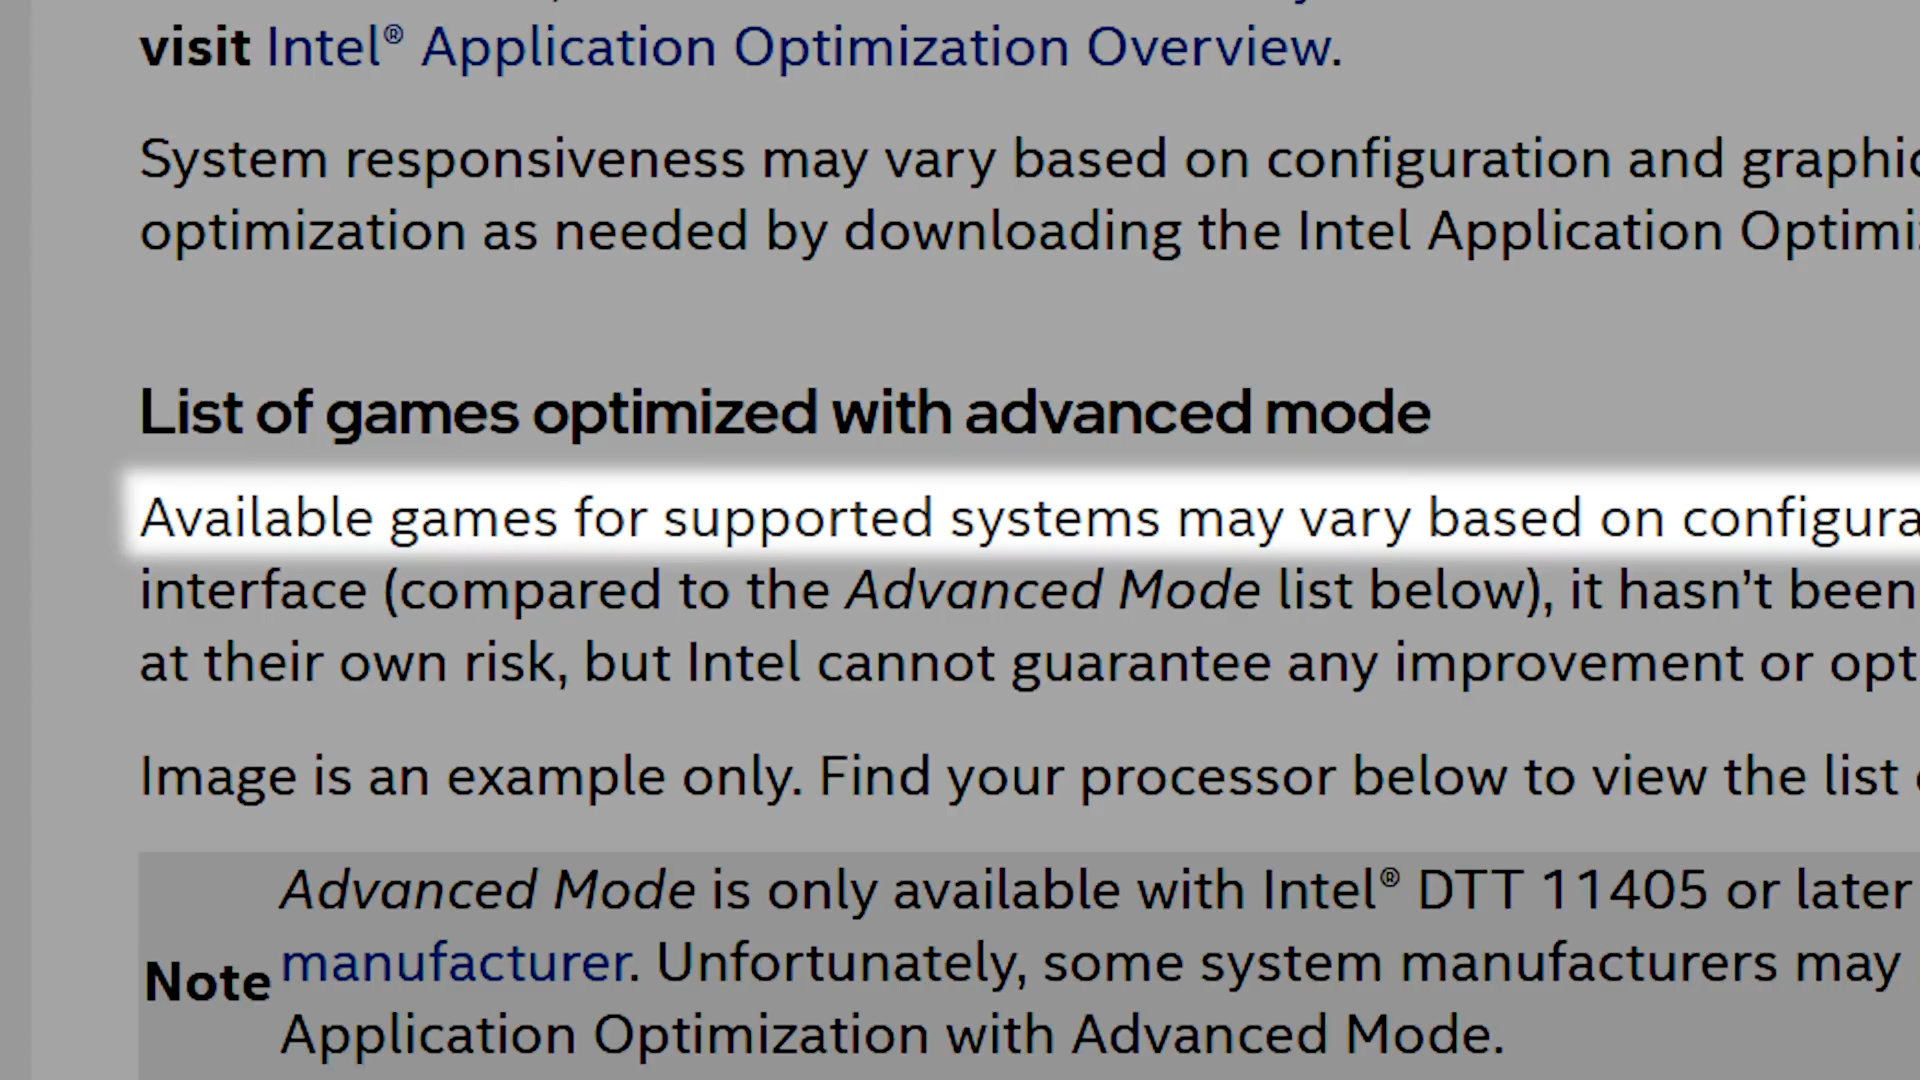 visit Intel® Application Optimization Overview.
System responsiveness may vary based on configuration and graphic
optimization as needed by downloading the Intel Application Optimi
List of games optimized with advanced mode
Available games for supported systems may vary based on configura
interface (compared to the Advanced Mode list below), it hasn't been
at their own risk, but Intel cannot guarantee any improvement or opt
Image is an example only. Find your processor below to view the list
Advanced Mode is only available with Intel® DTT 11405 or later
Note manufacturer. Unfortunately, some system manufacturers may
Application Optimization with Advanced Mode.